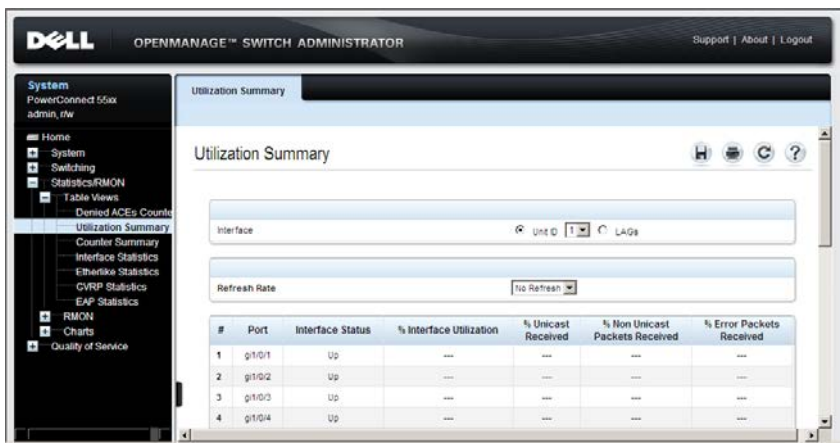 DELL
OPENMANAGE™ SWITCH ADMINISTRATOR
Support | About | Logout
System
PowerConnect 55xx
admin, r/w
Home
System
Switching
Statistics/RMON
Table Views
Denied ACEs Counte
Utilization Summary
Counter Summary
Interface Statistics
Etherlike Statistics
GVRP Statistics
EAP Statistics
RMON
Charts
Quality of Service
Utilization Summary
Utilization Summary
Interface Unit ID 1 LAGs
Refresh Rate No Refresh
# Port Interface Status % Interface Utilization % Unicast Received % Non Unicast Packets Received % Error Packets Received
1 gi1/0/1 Up --- --- --- ---
2 gi1/0/2 Up --- --- --- ---
3 gi1/0/3 Up --- --- --- ---
4 gi1/0/4 Up --- --- --- ---